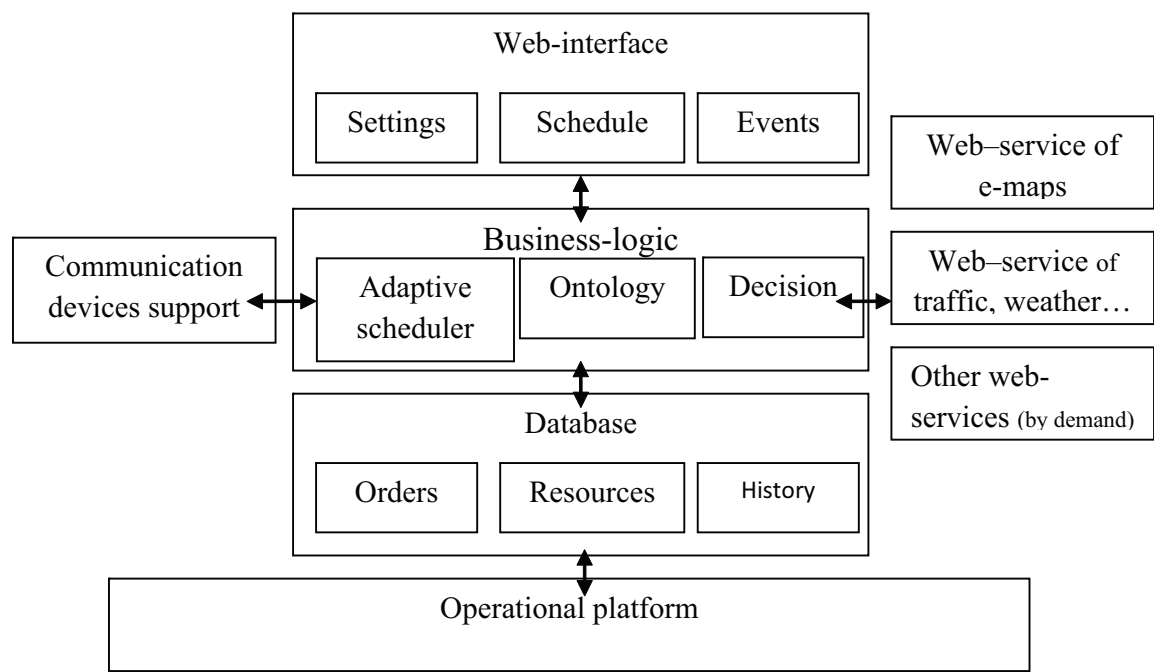 Web-interface
Settings
Schedule
Events
Web–service of
e-maps
Business-logic
Communication
devices support
Adaptive
scheduler
Ontology
Decision
Web–service of
traffic, weather…
Other web-
services (by demand)
Database
Orders
Resources
History
Operational platform